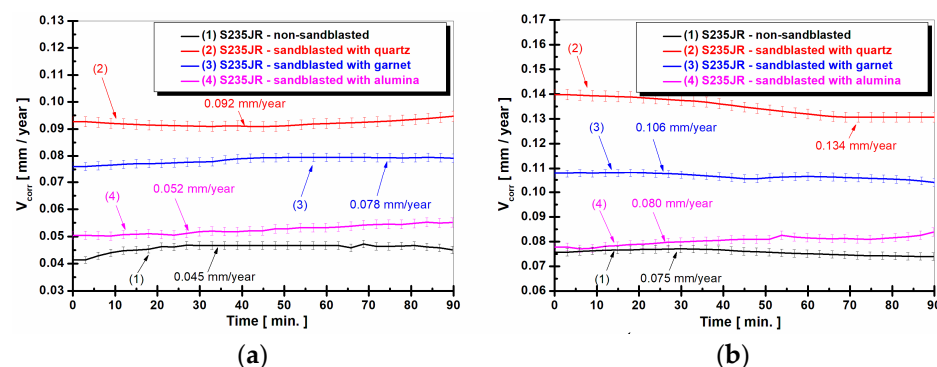 (1) S235JR - non-sandblasted
(2) S235JR - sandblasted with quartz
(3) S235JR - sandblasted with garnet
(4) S235JR - sandblasted with alumina
0.13
0.12
0.11
0.10
0.09
0.08
0.07
0.06
0.05
0.04
0.03
V corr [ mm / year ]
(2)
0.092 mm/year
(3)
0.078 mm/year
(4)
0.052 mm/year
(1)
0.045 mm/year
0 10 20 30 40 50 60 70 80 90
Time [ min. ]
(a)
(1) S235JR - non-sandblasted
(2) S235JR - sandblasted with quartz
(3) S235JR - sandblasted with garnet
(4) S235JR - sandblasted with alumina
0.16
0.15
0.14
0.13
0.12
0.11
0.10
0.09
0.08
0.07
0.06
V corr [ mm / year ]
(2)
0.134 mm/year
(3)
0.106 mm/year
(4)
0.080 mm/year
(1)
0.075 mm/year
0 10 20 30 40 50 60 70 80 90
Time [ min. ]
(b)